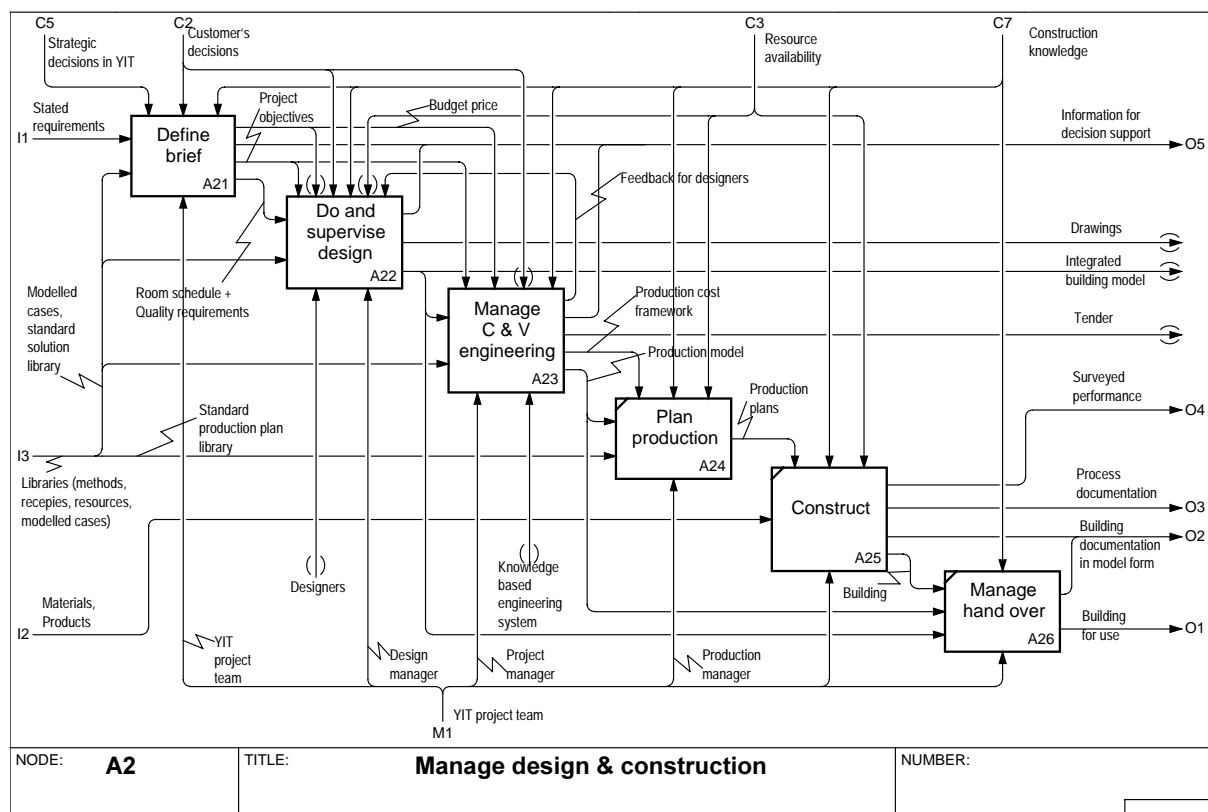 C5
C2
C3
C7
Strategic
decisions in YIT
Customer's
decisions
Resource
availability
Construction
knowledge
Stated
requirements
I1
Project
objectives
Budget price
Information for
decision support
O5
Define
brief
A21
Feedback for designers
Do and
supervise
design
A22
Drawings
Integrated
building model
Modelled
cases,
standard
solution
library
Room schedule +
Quality requirements
Manage
C & V
engineering
A23
Production cost
framework
Tender
Production model
Surveyed
performance
O4
Standard
production plan
library
Plan
production
A24
Production
plans
I3
Libraries (methods,
recepies, resources,
modelled cases)
Construct
A25
Process
documentation
O3
Building
documentation
in model form
O2
Designers
Knowledge
based
engineering
system
Building
Manage
hand over
A26
Materials,
Products
I2
Building
for use
O1
YIT
project
team
Design
manager
Project
manager
Production
manager
YIT project team
M1
NODE:
A2
TITLE:
Manage design & construction
NUMBER: